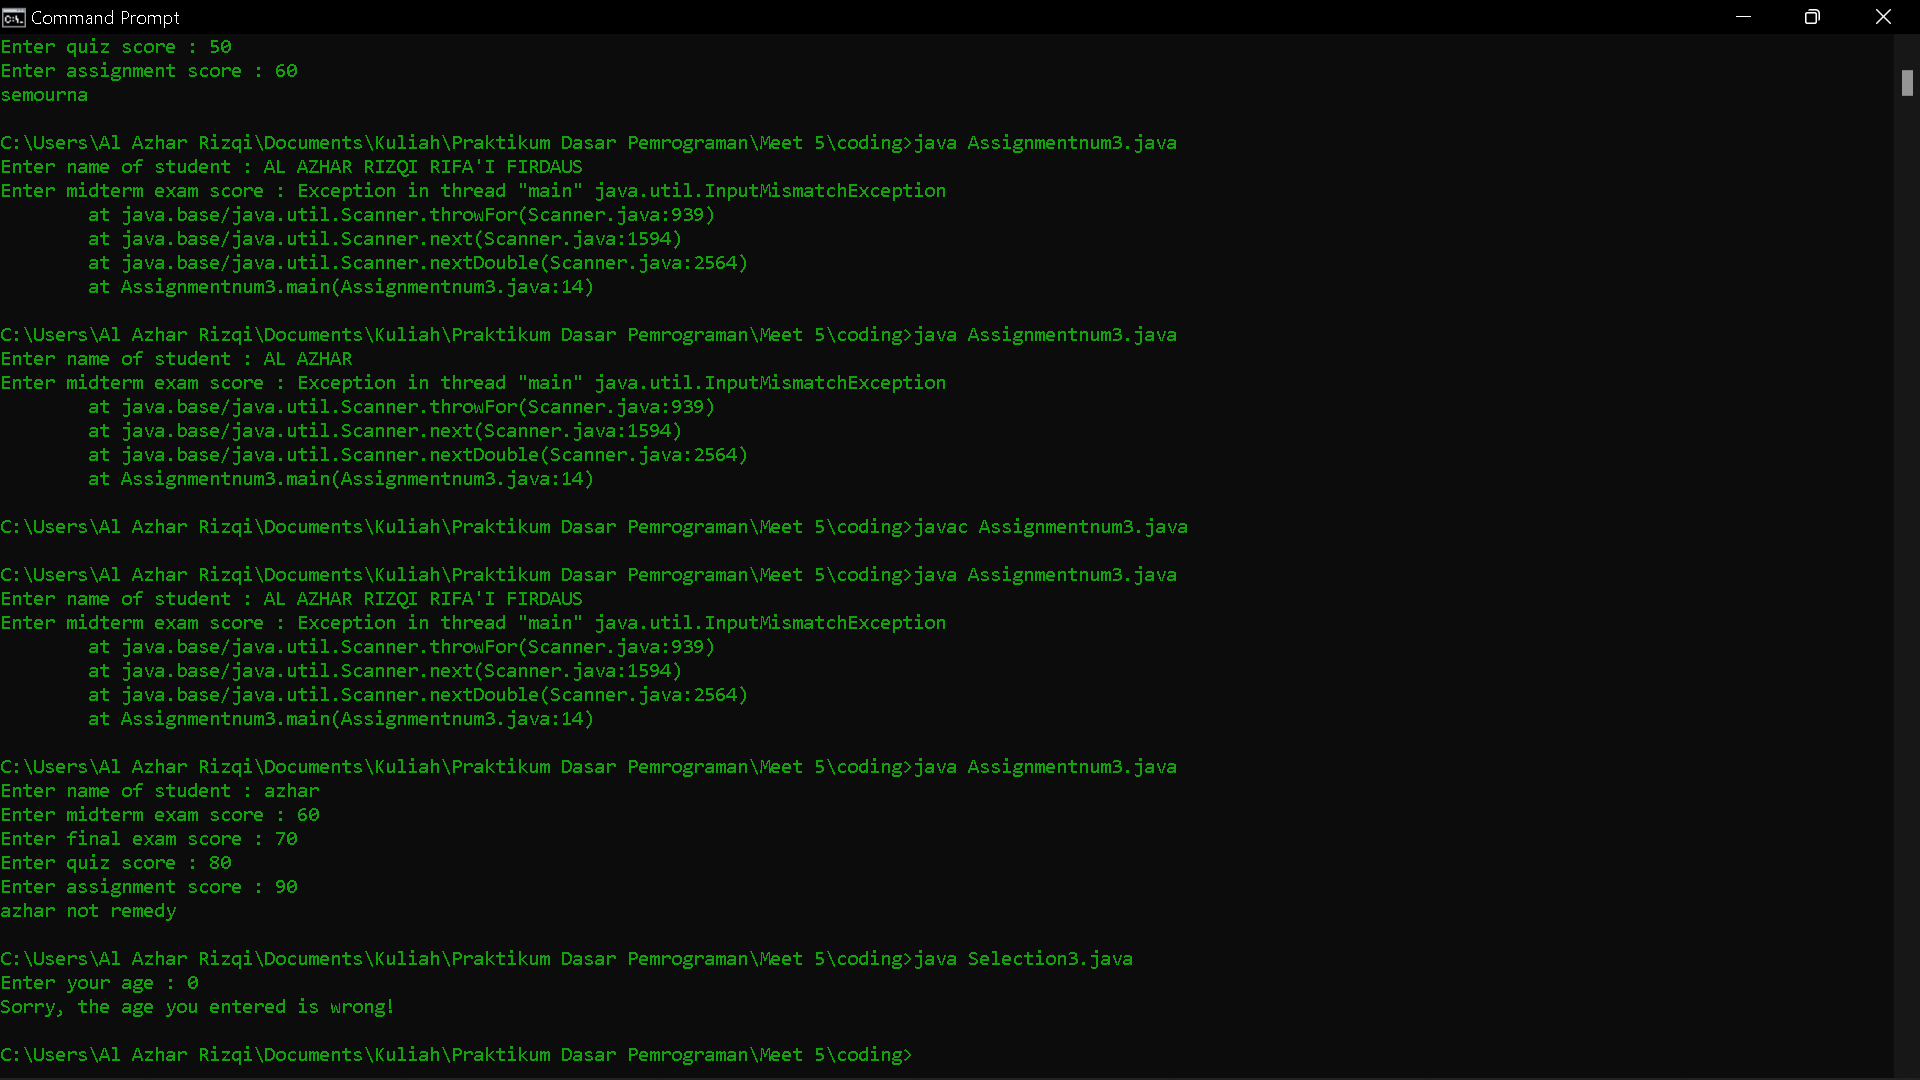 Command Prompt
Enter quiz score : 50
Enter assignment score : 60
semourna
C:\Users\Al Azhar Rizqi\Documents\Kuliah\Praktikum Dasar Pemrograman\Meet 5\coding>java Assignmentnum3.java
Enter name of student : AL AZHAR RIZQI RIFA'I FIRDAUS
Enter midterm exam score : Exception in thread "main" java.util.InputMismatchException
at java.base/java.util.Scanner.throwFor(Scanner.java:939)
at java.base/java.util.Scanner.next(Scanner.java:1594)
at java.base/java.util.Scanner.nextDouble(Scanner.java:2564)
at Assignmentnum3.main(Assignmentnum3.java:14)
C:\Users\Al Azhar Rizqi\Documents\Kuliah\Praktikum Dasar Pemrograman\Meet 5\coding>java Assignmentnum3.java
Enter name of student : AL AZHAR
Enter midterm exam score : Exception in thread "main" java.util.InputMismatchException
at java.base/java.util.Scanner.throwFor(Scanner.java:939)
at java.base/java.util.Scanner.next(Scanner.java:1594)
at java.base/java.util.Scanner.nextDouble(Scanner.java:2564)
at Assignmentnum3.main(Assignmentnum3.java:14)
C:\Users\Al Azhar Rizqi\Documents\Kuliah\Praktikum Dasar Pemrograman\Meet 5\coding>javac Assignmentnum3.java
C:\Users\Al Azhar Rizqi\Documents\Kuliah\Praktikum Dasar Pemrograman\Meet 5\coding>java Assignmentnum3.java
Enter name of student : AL AZHAR RIZQI RIFA'I FIRDAUS
Enter midterm exam score : Exception in thread "main" java.util.InputMismatchException
at java.base/java.util.Scanner.throwFor(Scanner.java:939)
at java.base/java.util.Scanner.next(Scanner.java:1594)
at java.base/java.util.Scanner.nextDouble(Scanner.java:2564)
at Assignmentnum3.main(Assignmentnum3.java:14)
C:\Users\Al Azhar Rizqi\Documents\Kuliah\Praktikum Dasar Pemrograman\Meet 5\coding>java Assignmentnum3.java
Enter name of student : azhar
Enter midterm exam score : 60
Enter final exam score : 70
Enter quiz score : 80
Enter assignment score : 90
azhar not remedy
C:\Users\Al Azhar Rizqi\Documents\Kuliah\Praktikum Dasar Pemrograman\Meet 5\coding>java Selection3.java
Enter your age : 0
Sorry, the age you entered is wrong!
C:\Users\Al Azhar Rizqi\Documents\Kuliah\Praktikum Dasar Pemrograman\Meet 5\coding>